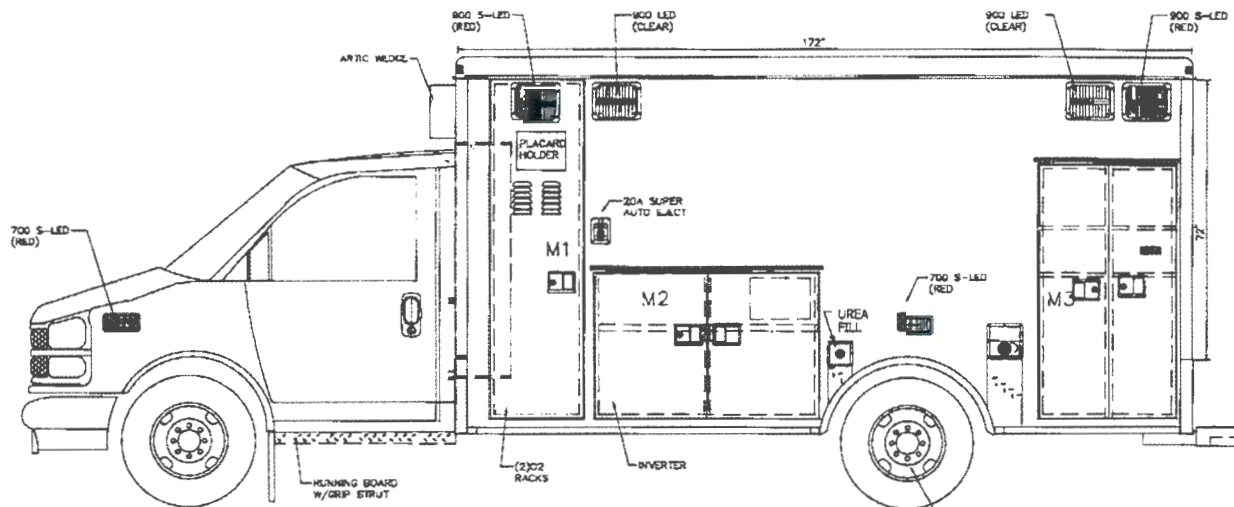 900 S-LED
(RED)
900 LED
(CLEAR)
900 LED
(CLEAR)
900 S-LED
(RED)
172"
ARTIC WEDGE
PLACARD
HOLDER
20A SUPER
AUTO EJECT
700 S-LED
(RED)
M1
72"
M2
700 S-LED
(RED
M3
UREA
FILL
(2)O2
RACKS
INVERTER
RUNNING BOARD
W/GRIP STRUT